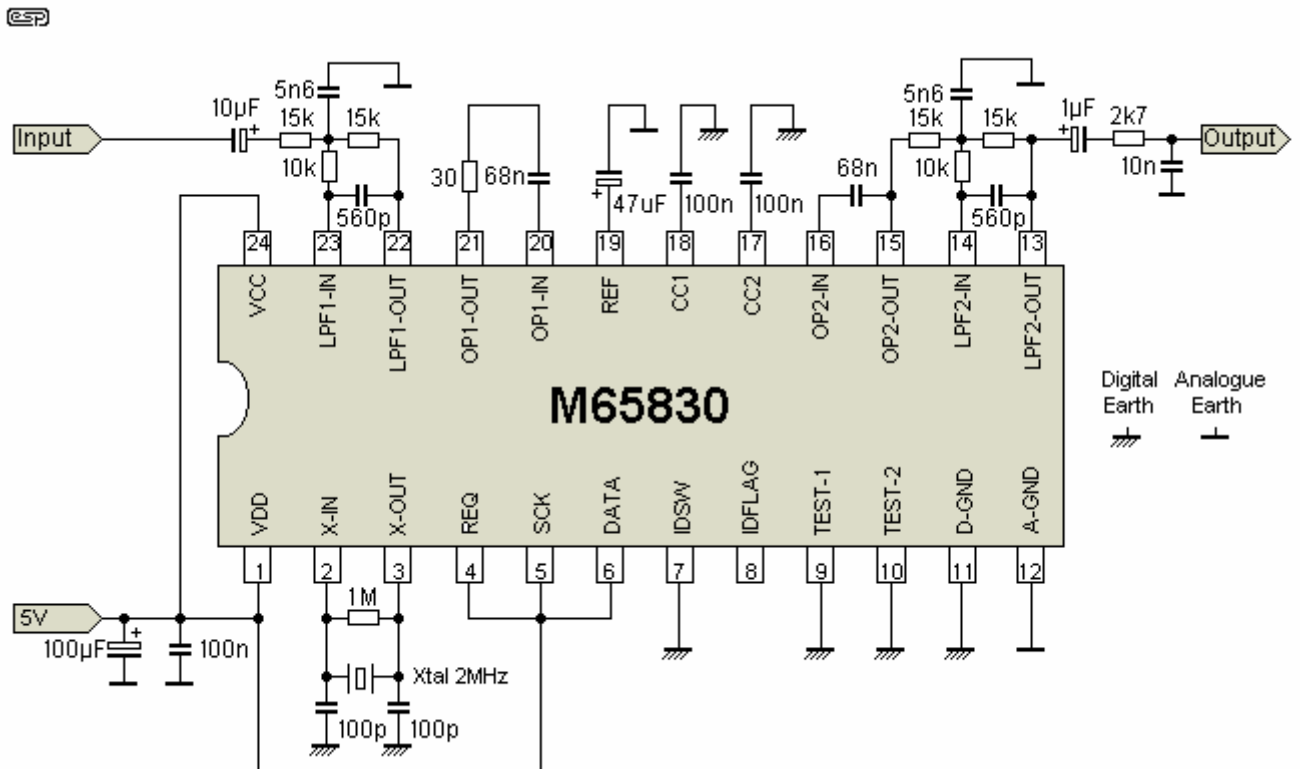 esp
5n6
5n6
10µF
+
15k
15k
15k
15k
1µF
+
2k7
Input
Output
10k
30
68n
+
47uF
100n
100n
68n
10k
10n
560p
560p
24
23
22
21
20
19
18
17
16
15
14
13
VCC
LPF1-IN
LPF1-OUT
OP1-OUT
OP1-IN
REF
CC1
CC2
OP2-IN
OP2-OUT
LPF2-IN
LPF2-OUT
M65830
Digital
Earth
Analogue
Earth
VDD
X-IN
X-OUT
REQ
SCK
DATA
IDSW
IDFLAG
TEST-1
TEST-2
D-GND
A-GND
1
2
3
4
5
6
7
8
9
10
11
12
5V
1M
+
100µF
100n
Xtal 2MHz
100p
100p